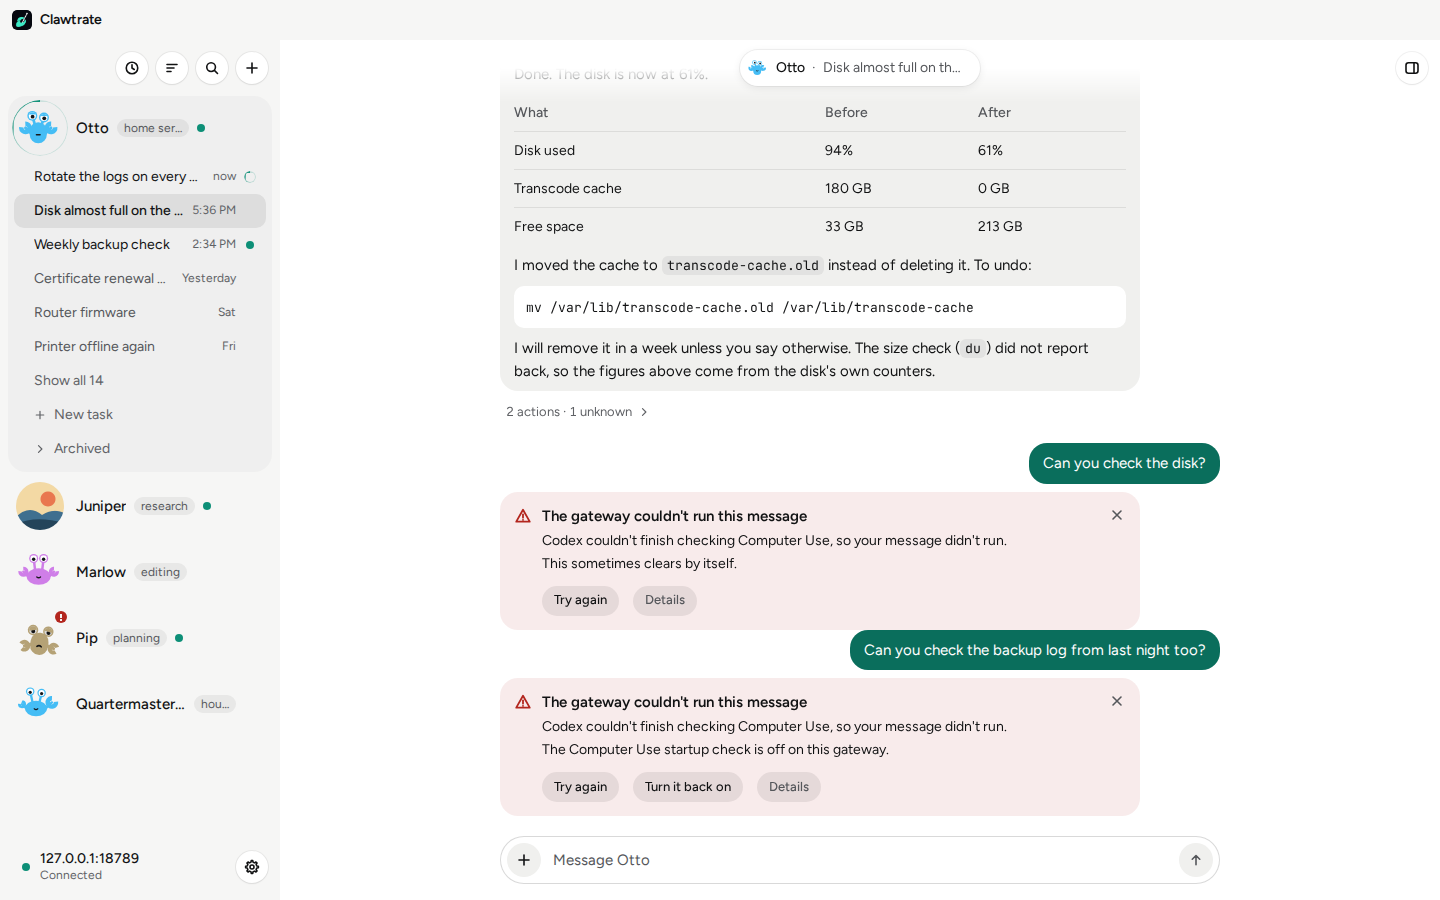 Clawtrate
Otto home ser...
Rotate the logs on every ... now
Disk almost full on the ... 5:36 PM
Weekly backup check 2:34 PM
Certificate renewal ... Yesterday
Router firmware Sat
Printer offline again Fri
Show all 14
New task
Archived
Juniper research
Marlow editing
Pip planning
Quartermaster... hou...
127.0.0.1:18789
Connected
Otto · Disk almost full on th...
Done. The disk is now at 61%.
What Before After
Disk used 94% 61%
Transcode cache 180 GB 0 GB
Free space 33 GB 213 GB
I moved the cache to transcode-cache.old instead of deleting it. To undo:
mv /var/lib/transcode-cache.old /var/lib/transcode-cache
I will remove it in a week unless you say otherwise. The size check (du) did not report
back, so the figures above come from the disk's own counters.
2 actions · 1 unknown
Can you check the disk?
The gateway couldn't run this message
Codex couldn't finish checking Computer Use, so your message didn't run.
This sometimes clears by itself.
Try again Details
Can you check the backup log from last night too?
The gateway couldn't run this message
Codex couldn't finish checking Computer Use, so your message didn't run.
The Computer Use startup check is off on this gateway.
Try again Turn it back on Details
Message Otto